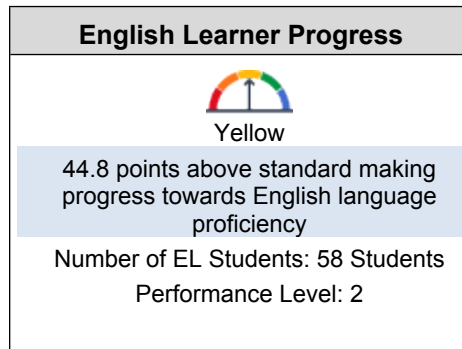 English Learner Progress
Yellow
44.8 points above standard making
progress towards English language
proficiency
Number of EL Students: 58 Students
Performance Level: 2